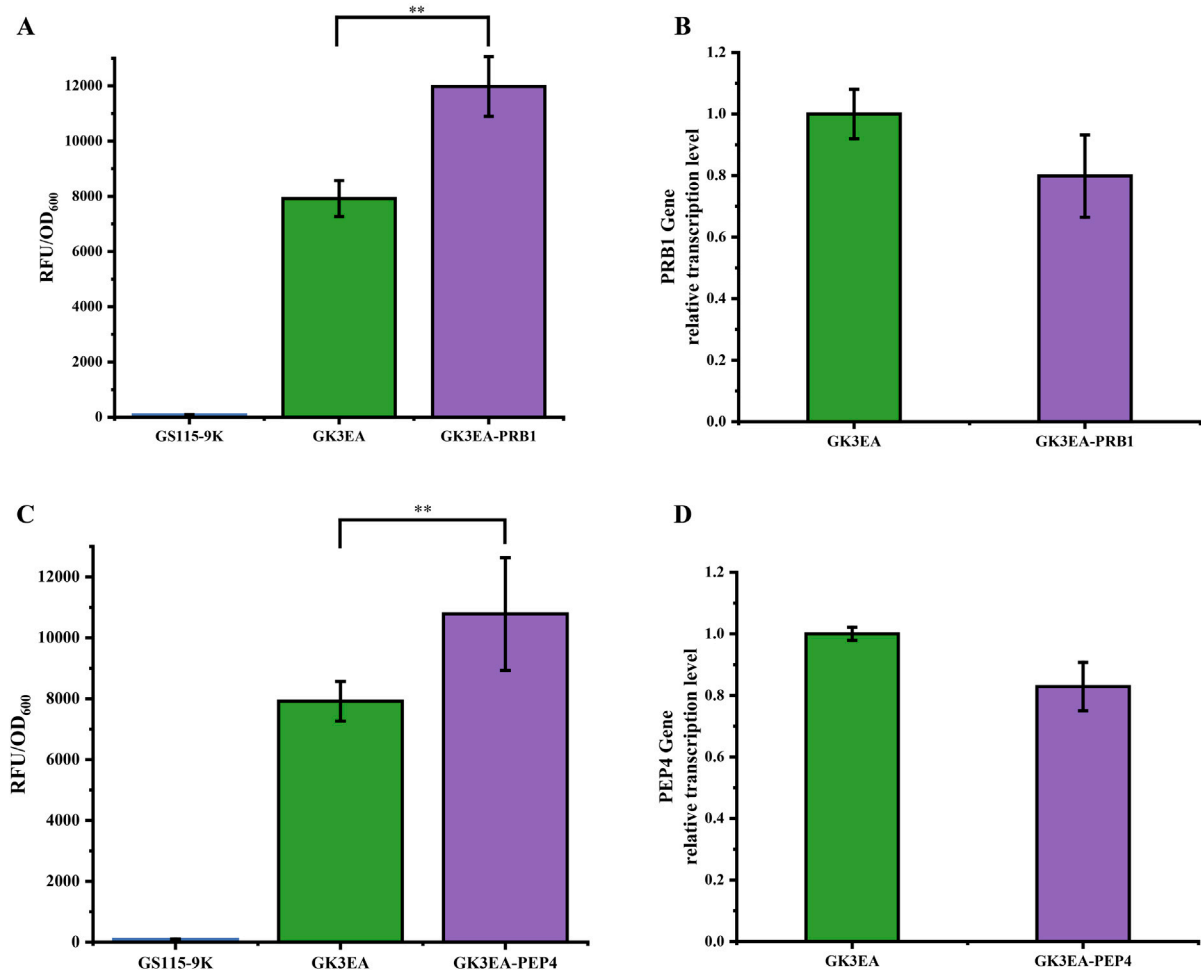 A
**
RFU/OD600
12000
10000
8000
6000
4000
2000
0
GS115-9K
GK3EA
GK3EA-PRB1
B
PRB1 Gene
relative transcription level
1.2
1.0
0.8
0.6
0.4
0.2
0.0
GK3EA
GK3EA-PRB1
C
**
RFU/OD600
12000
10000
8000
6000
4000
2000
0
GS115-9K
GK3EA
GK3EA-PEP4
D
PEP4 Gene
relative transcription level
1.2
1.0
0.8
0.6
0.4
0.2
0.0
GK3EA
GK3EA-PEP4